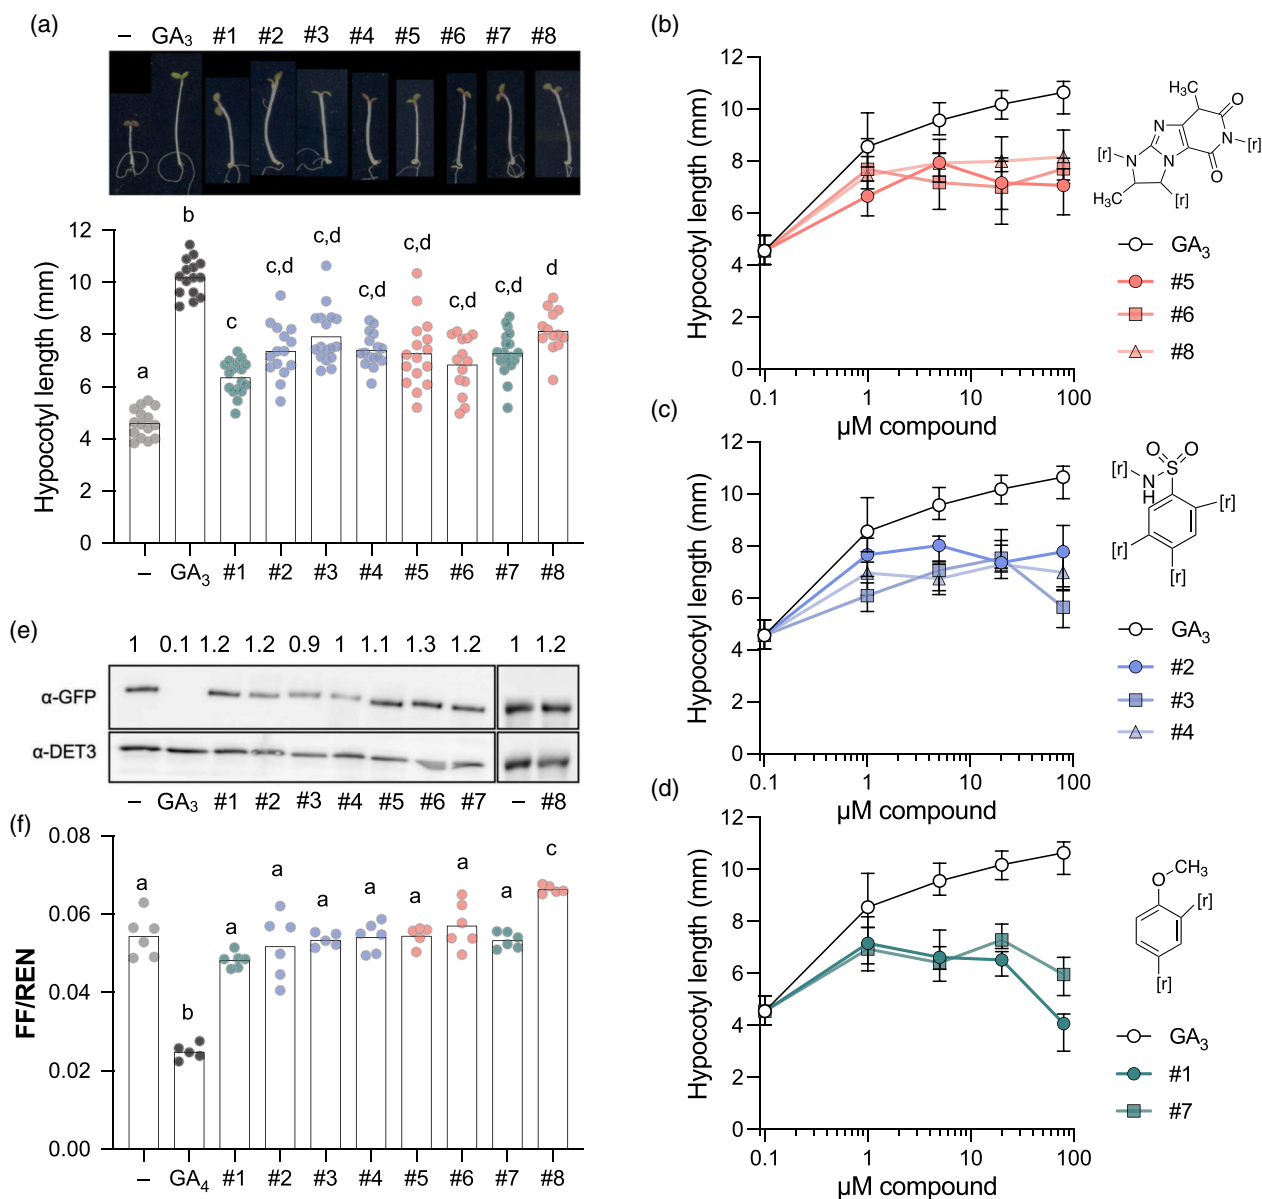 (a)
– GA3 #1 #2 #3 #4 #5 #6 #7 #8
Hypocotyl length (mm)
12
10
8
6
4
2
0
a
b
c
c,d
c,d
c,d
c,d
c,d
c,d
d
– GA3 #1 #2 #3 #4 #5 #6 #7 #8
(b)
Hypocotyl length (mm)
12
10
8
6
4
2
0
0.1 1 10 100
µM compound
H3C
O
N
N
[r]
[r]
N
N
O
H3C
[r]
GA3
#5
#6
#8
(c)
Hypocotyl length (mm)
12
10
8
6
4
2
0
0.1 1 10 100
µM compound
O O
S
[r]
N
H
[r]
[r]
[r]
GA3
#2
#3
#4
(d)
Hypocotyl length (mm)
12
10
8
6
4
2
0
0.1 1 10 100
µM compound
CH3
O
[r]
[r]
GA3
#1
#7
(e)
1 0.1 1.2 1.2 0.9 1 1.1 1.3 1.2 1 1.2
α-GFP
α-DET3
– GA3 #1 #2 #3 #4 #5 #6 #7 – #8
(f)
FF/REN
0.08
0.06
0.04
0.02
0.00
a
b
a
a
a
a
a
a
a
c
– GA4 #1 #2 #3 #4 #5 #6 #7 #8